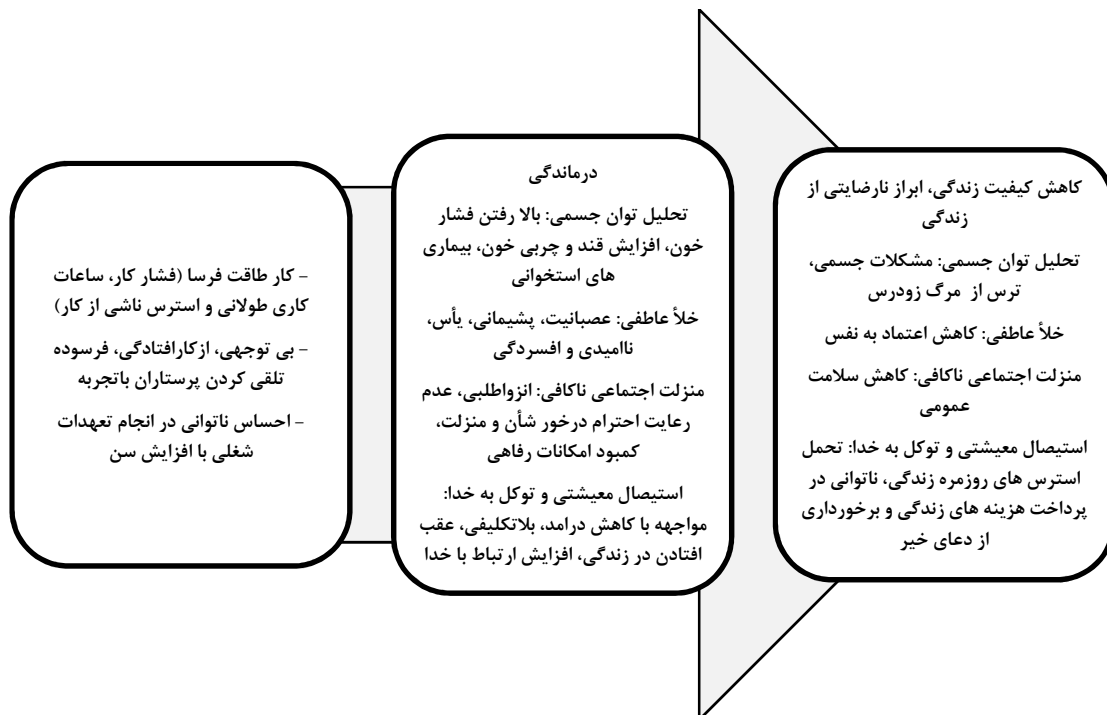 – کار طاقت فرسا (فشار کار، ساعات
کاری طولانی و استرس ناشی از کار)
– بی توجهی، ازکارافتادگی، فرسوده
تلقی کردن پرستاران باتجربه
– احساس ناتوانی در انجام تعهدات
شغلی با افزایش سن
درماندگی
تحلیل توان جسمی: بالا رفتن فشار
خون، افزایش قند و چربی خون، بیماری
های استخوانی
خلأ عاطفی: عصبانیت، پشیمانی، یأس،
ناامیدی و افسردگی
منزلت اجتماعی ناکافی: انزواطلبی، عدم
رعایت احترام درخور شأن و منزلت،
کمبود امکانات رفاهی
استیصال معیشتی و توکل به خدا:
مواجهه با کاهش درامد، بلاتکلیفی، عقب
افتادن در زندگی، افزایش ارتباط با خدا
کاهش کیفیت زندگی، ابراز نارضایتی از
زندگی
تحلیل توان جسمی: مشکلات جسمی،
ترس از مرگ زودرس
خلأ عاطفی: کاهش اعتماد به نفس
منزلت اجتماعی ناکافی: کاهش سلامت
عمومی
استیصال معیشتی و توکل به خدا: تحمل
استرس های روزمره زندگی، ناتوانی در
پرداخت هزینه های زندگی و برخورداری
از دعای خیر